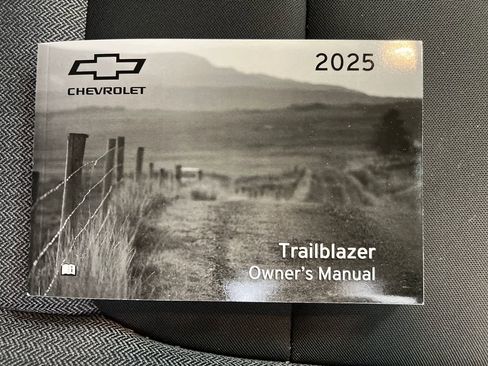 2025
CHEVROLET
Trailblazer
Owner's Manual